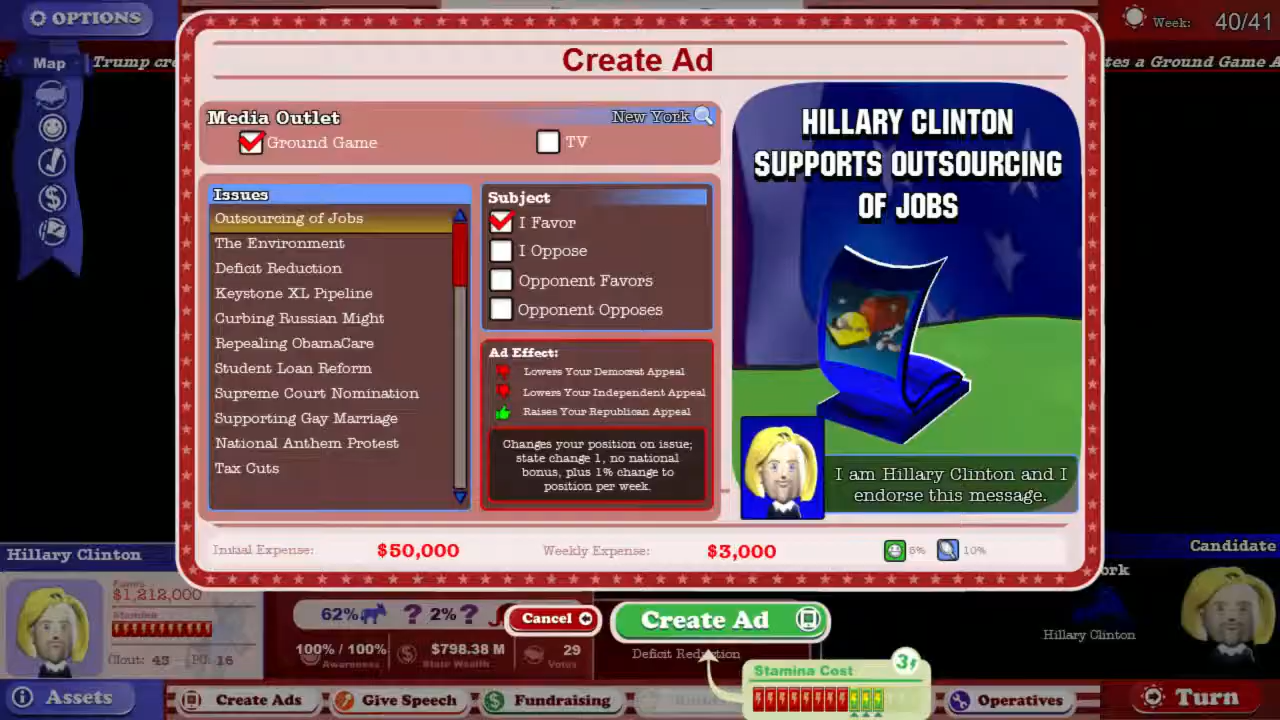 OPTIONS
Week: 40/41
Map
Trump cre
tes a Ground Game A
Create Ad
Media Outlet
New York
Ground Game
TV
Issues
Outsourcing of Jobs
The Environment
Deficit Reduction
Keystone XL Pipeline
Curbing Russian Might
Repealing ObamaCare
Student Loan Reform
Supreme Court Nomination
Supporting Gay Marriage
National Anthem Protest
Tax Cuts
Subject
I Favor
I Oppose
Opponent Favors
Opponent Opposes
Ad Effect:
Lowers Your Democrat Appeal
Lowers Your Independent Appeal
Raises Your Republican Appeal
Changes your position on issue;
state change 1, no national
bonus, plus 1% change to
position per week.
HILLARY CLINTON
SUPPORTS OUTSOURCING
OF JOBS
I am Hillary Clinton and I
endorse this message.
Initial Expense: $50,000
Weekly Expense: $3,000
5% 10%
Hillary Clinton
Candidate
ork
Hillary Clinton
$1,212,000
Stamina
Clout: 43
62% ? 2% ?
100% / 100%
Awareness
$798.38 M
State Wealth
29
Votes
Cancel
Create Ad
Deficit Reduction
Stamina Cost
3
Assets
Create Ads
Give Speech
Fundraising
Operatives
Turn